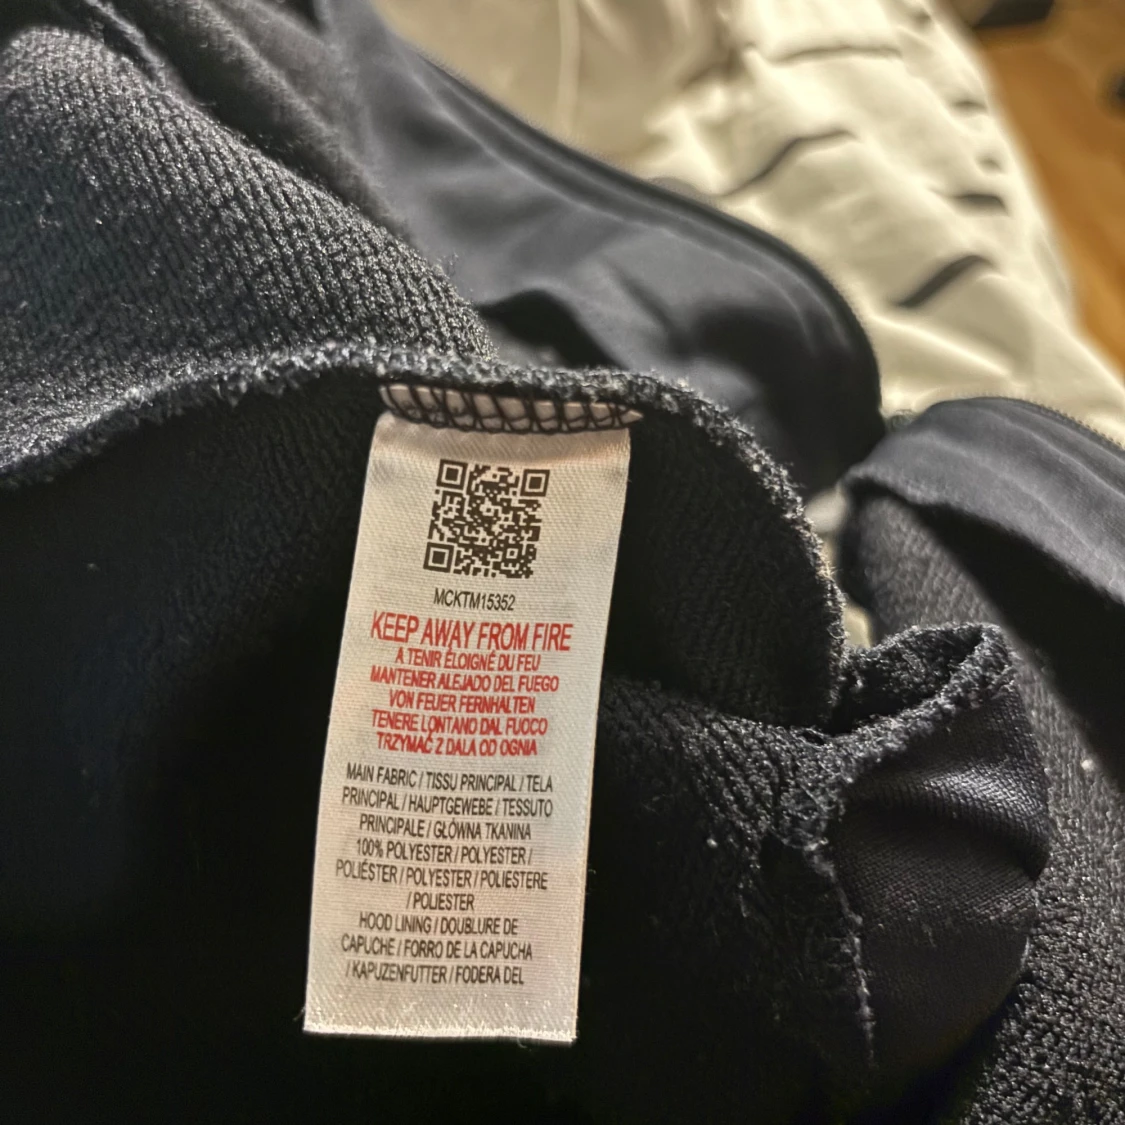 MCKTM15352
KEEP AWAY FROM FIRE
À TENIR ÉLOIGNÉ DU FEU
MANTENER ALEJADO DEL FUEGO
VON FEUER FERNHALTEN
TENERE LONTANO DAL FUOCO
TRZYMAĆ Z DALA OD OGNIA
MAIN FABRIC / TISSU PRINCIPAL / TELA
PRINCIPAL / HAUPTGEWEBE / TESSUTO
PRINCIPALE / GŁÓWNA TKANINA
100% POLYESTER / POLYESTER /
POLIÉSTER / POLYESTER / POLIESTERE
/ POLIESTER
HOOD LINING / DOUBLURE DE
CAPUCHE / FORRO DE LA CAPUCHA
/ KAPUZENFUTTER / FODERA DEL